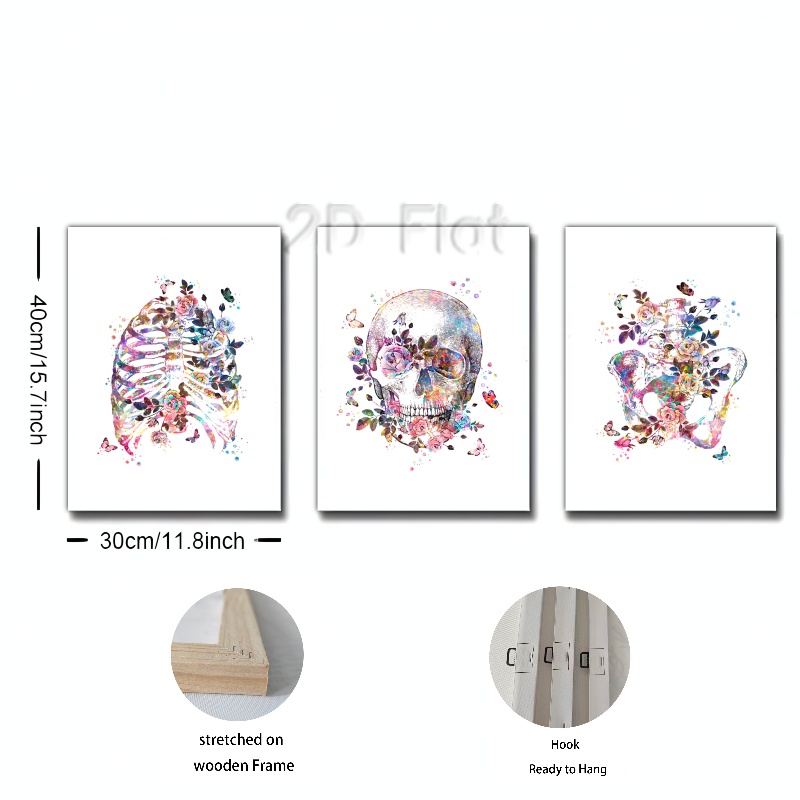 2D Flat
40cm/15.7inch
30cm/11.8inch
stretched on
wooden Frame
Hook
Ready to Hang